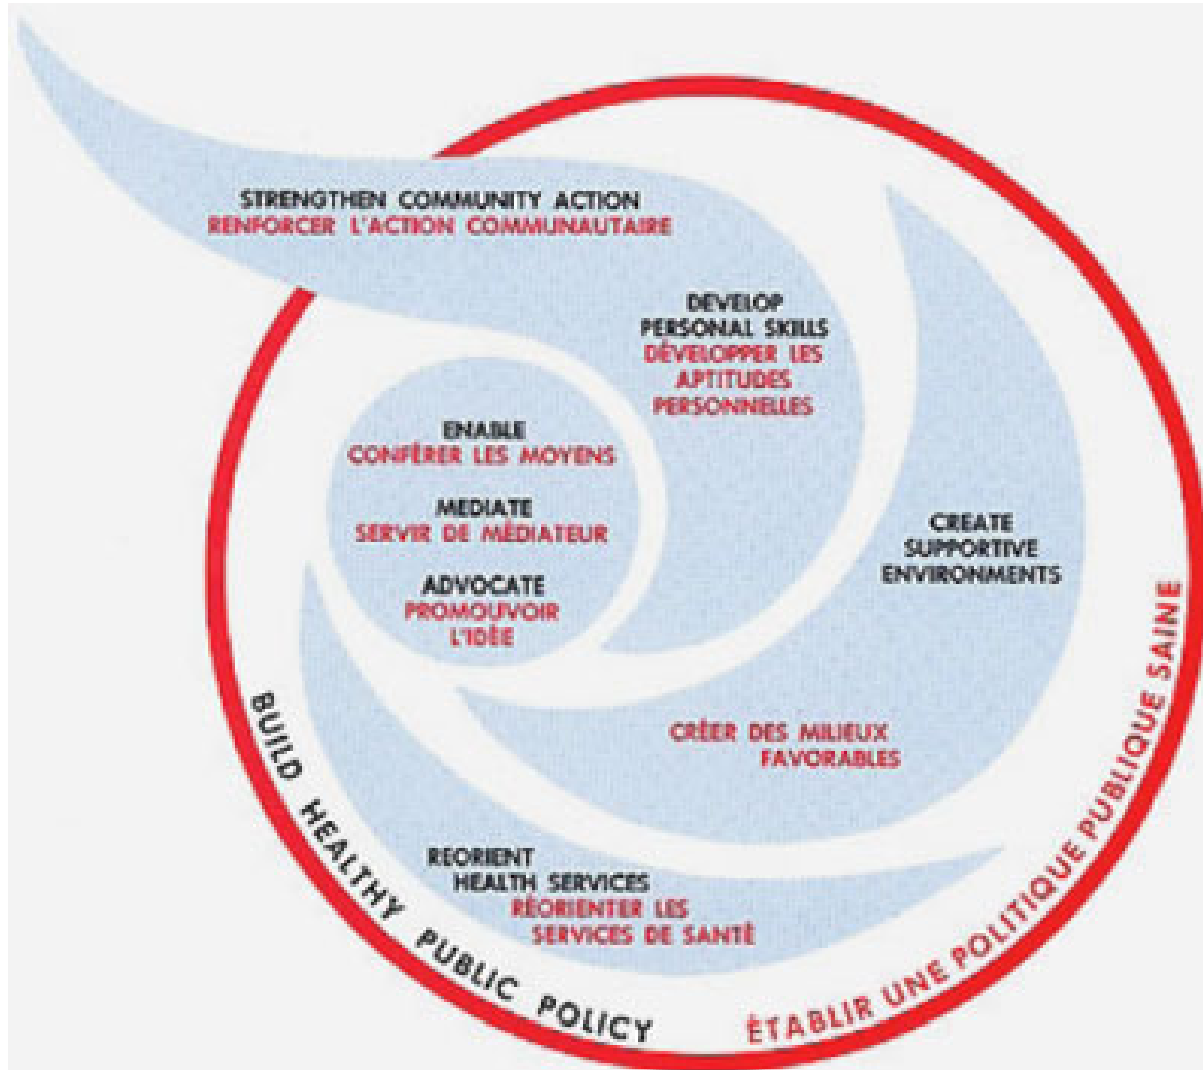 STRENGTHEN COMMUNITY ACTION
RENFORCER L'ACTION COMMUNAUTAIRE
DEVELOP
PERSONAL SKILLS
DÉVELOPPER LES
APTITUDES
PERSONNELLES
ENABLE
CONFÉRER LES MOYENS
MEDIATE
SERVIR DE MÉDIATEUR
ADVOCATE
PROMOUVOIR
L'IDÉE
CREATE
SUPPORTIVE
ENVIRONMENTS
CRÉER DES MILIEUX
FAVORABLES
REORIENT
HEALTH SERVICES
RÉORIENTER LES
SERVICES DE SANTÉ
BUILD HEALTHY PUBLIC POLICY
ÉTABLIR UNE POLITIQUE PUBLIQUE SAINE